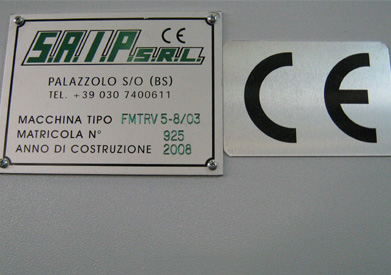 S.A.I.P. S.R.L. CE
PALAZZOLO S/O (BS)
TEL. +39 030 7400611
MACCHINA TIPO FMTRV 5-8/03
MATRICOLA N° 925
ANNO DI COSTRUZIONE 2008
CE